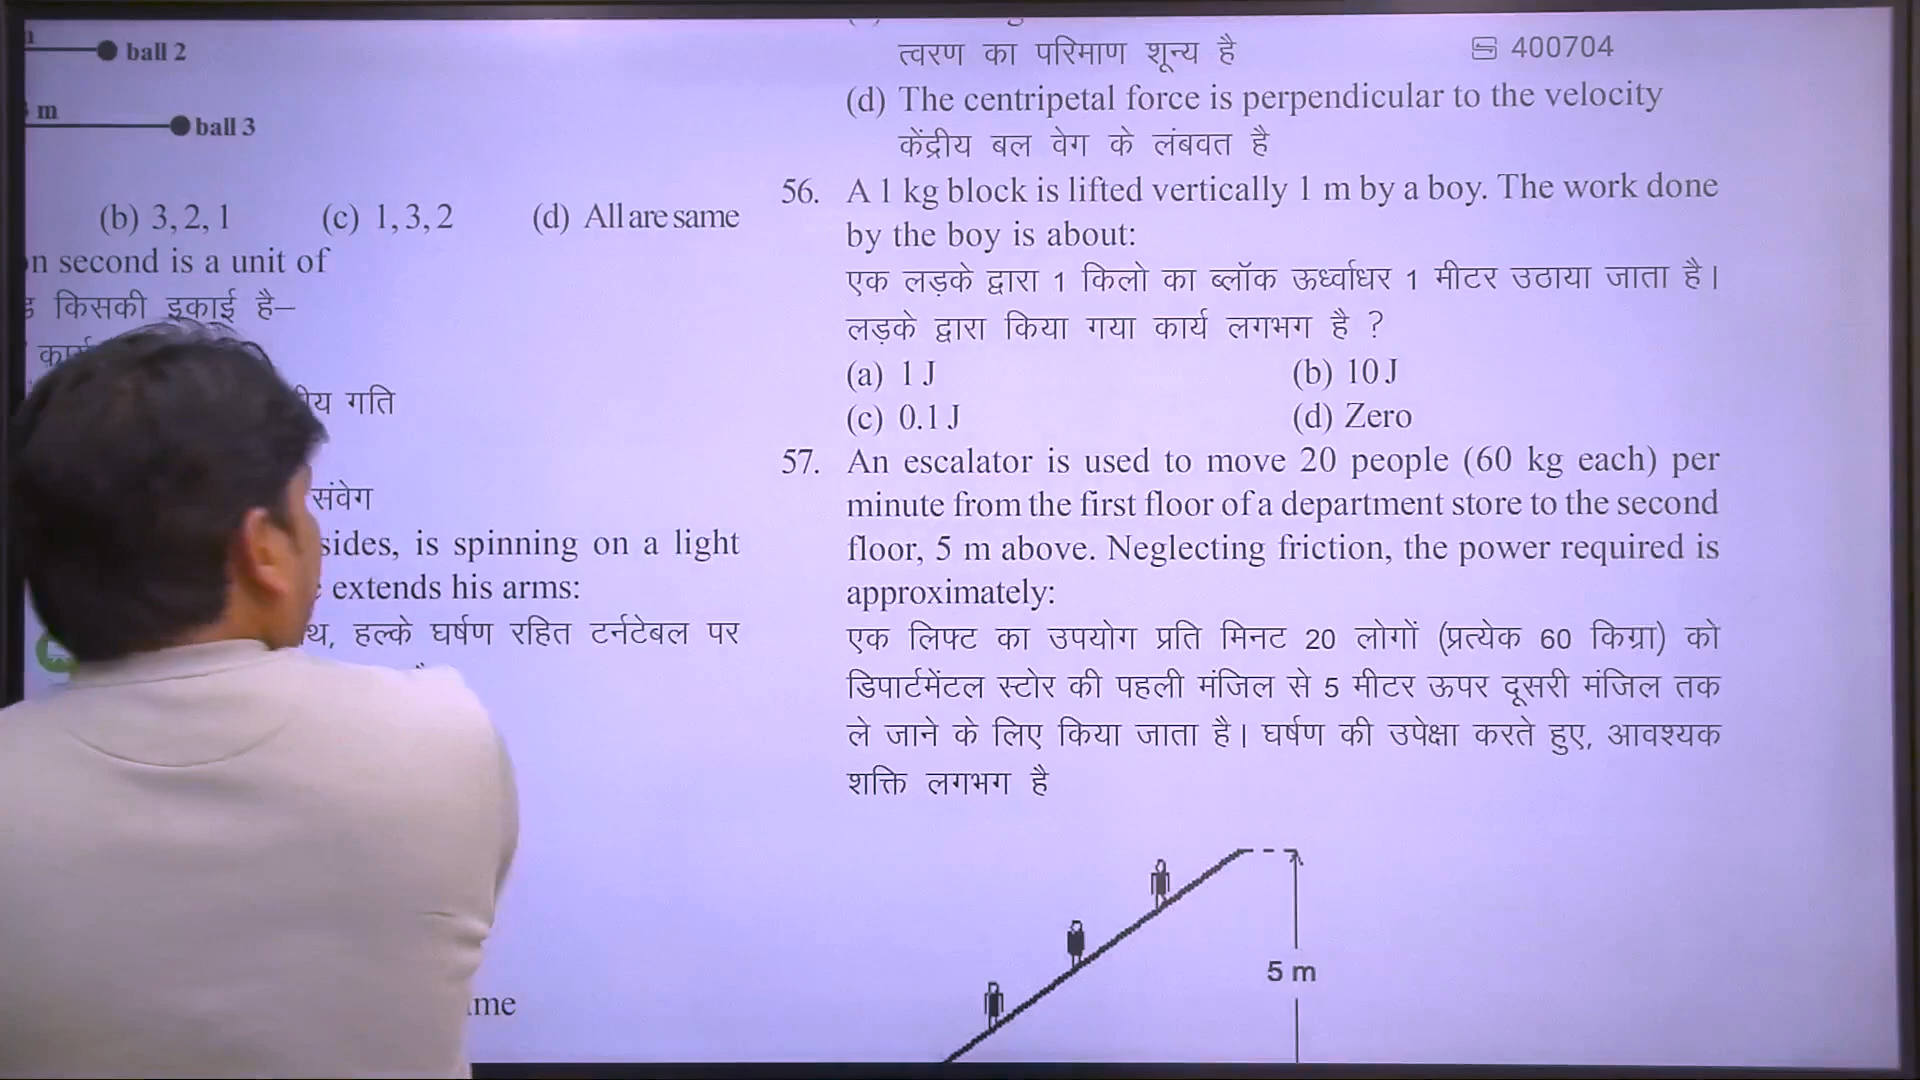 ball 2
m
ball 3
(b) 3, 2, 1 (c) 1, 3, 2 (d) All are same
second is a unit of
किसकी इकाई है–
गति
संवेग
sides, is spinning on a light
extends his arms:
हल्के घर्षण रहित टर्नटेबल पर
त्वरण का परिमाण शून्य है
400704
(d) The centripetal force is perpendicular to the velocity
केंद्रीय बल वेग के लंबवत है
56. A 1 kg block is lifted vertically 1 m by a boy. The work done
by the boy is about:
एक लड़के द्वारा 1 किलो का ब्लॉक ऊर्ध्वाधर 1 मीटर उठाया जाता है।
लड़के द्वारा किया गया कार्य लगभग है ?
(a) 1 J (b) 10 J
(c) 0.1 J (d) Zero
57. An escalator is used to move 20 people (60 kg each) per
minute from the first floor of a department store to the second
floor, 5 m above. Neglecting friction, the power required is
approximately:
एक लिफ्ट का उपयोग प्रति मिनट 20 लोगों (प्रत्येक 60 किग्रा) को
डिपार्टमेंटल स्टोर की पहली मंजिल से 5 मीटर ऊपर दूसरी मंजिल तक
ले जाने के लिए किया जाता है। घर्षण की उपेक्षा करते हुए, आवश्यक
शक्ति लगभग है
5 m